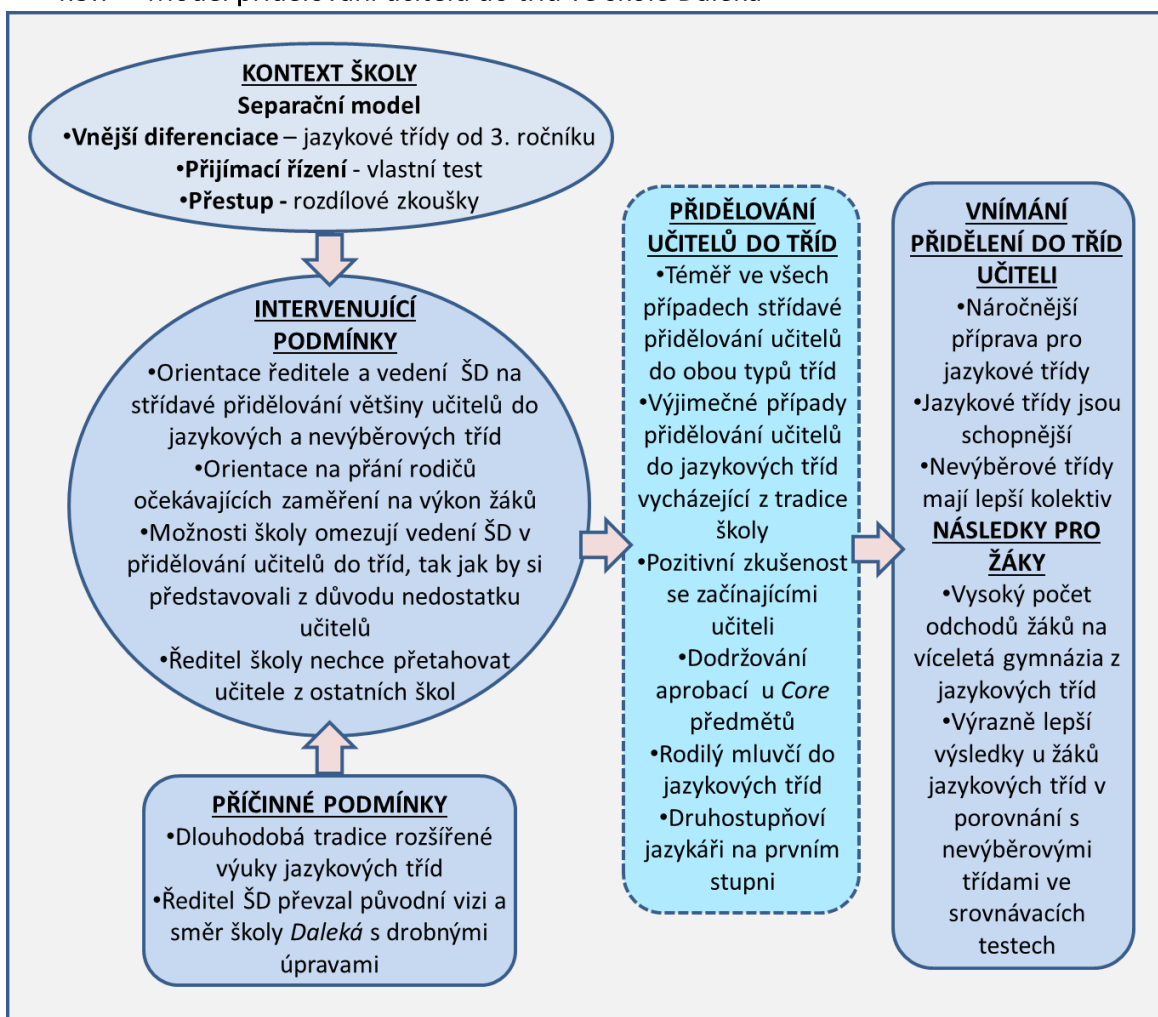 Model přidělování učitelů do tříd ve škole Daleká
KONTEXT ŠKOLY
Separační model
•Vnější diferenciace – jazykové třídy od 3. ročníku
•Přijímací řízení - vlastní test
•Přestup - rozdílové zkoušky
INTERVENUJÍCÍ
PODMÍNKY
•Orientace ředitele a vedení ŠD na
střídavé přidělování většiny učitelů do
jazykových a nevýběrových tříd
•Orientace na přání rodičů
očekávajících zaměření na výkon žáků
•Možnosti školy omezují vedení ŠD v
přidělování učitelů do tříd, tak jak by si
představovali z důvodu nedostatku
učitelů
•Ředitel školy nechce přetahovat
učitele z ostatních škol
PŘÍČINNÉ PODMÍNKY
•Dlouhodobá tradice rozšířené
výuky jazykových tříd
•Ředitel ŠD převzal původní vizi a
směr školy Daleká s drobnými
úpravami
PŘIDĚLOVÁNÍ
UČITELŮ DO TŘÍD
•Téměř ve všech
případech střídavé
přidělování učitelů
do obou typů tříd
•Výjimečné případy
přidělování učitelů
do jazykových tříd
vycházející z tradice
školy
•Pozitivní zkušenost
se začínajícími
učiteli
•Dodržování
aprobací u Core
předmětů
•Rodilý mluvčí do
jazykových tříd
•Druhostupňoví
jazykáři na prvním
stupni
VNÍMÁNÍ
PŘIDĚLENÍ DO TŘÍD
UČITELI
•Náročnější
příprava pro
jazykové třídy
•Jazykové třídy jsou
schopnější
•Nevýběrové třídy
mají lepší kolektiv
NÁSLEDKY PRO
ŽÁKY
•Vysoký počet
odchodů žáků na
víceletá gymnázia z
jazykových tříd
•Výrazně lepší
výsledky u žáků
jazykových tříd v
porovnání s
nevýběrovými
třídami ve
srovnávacích
testech